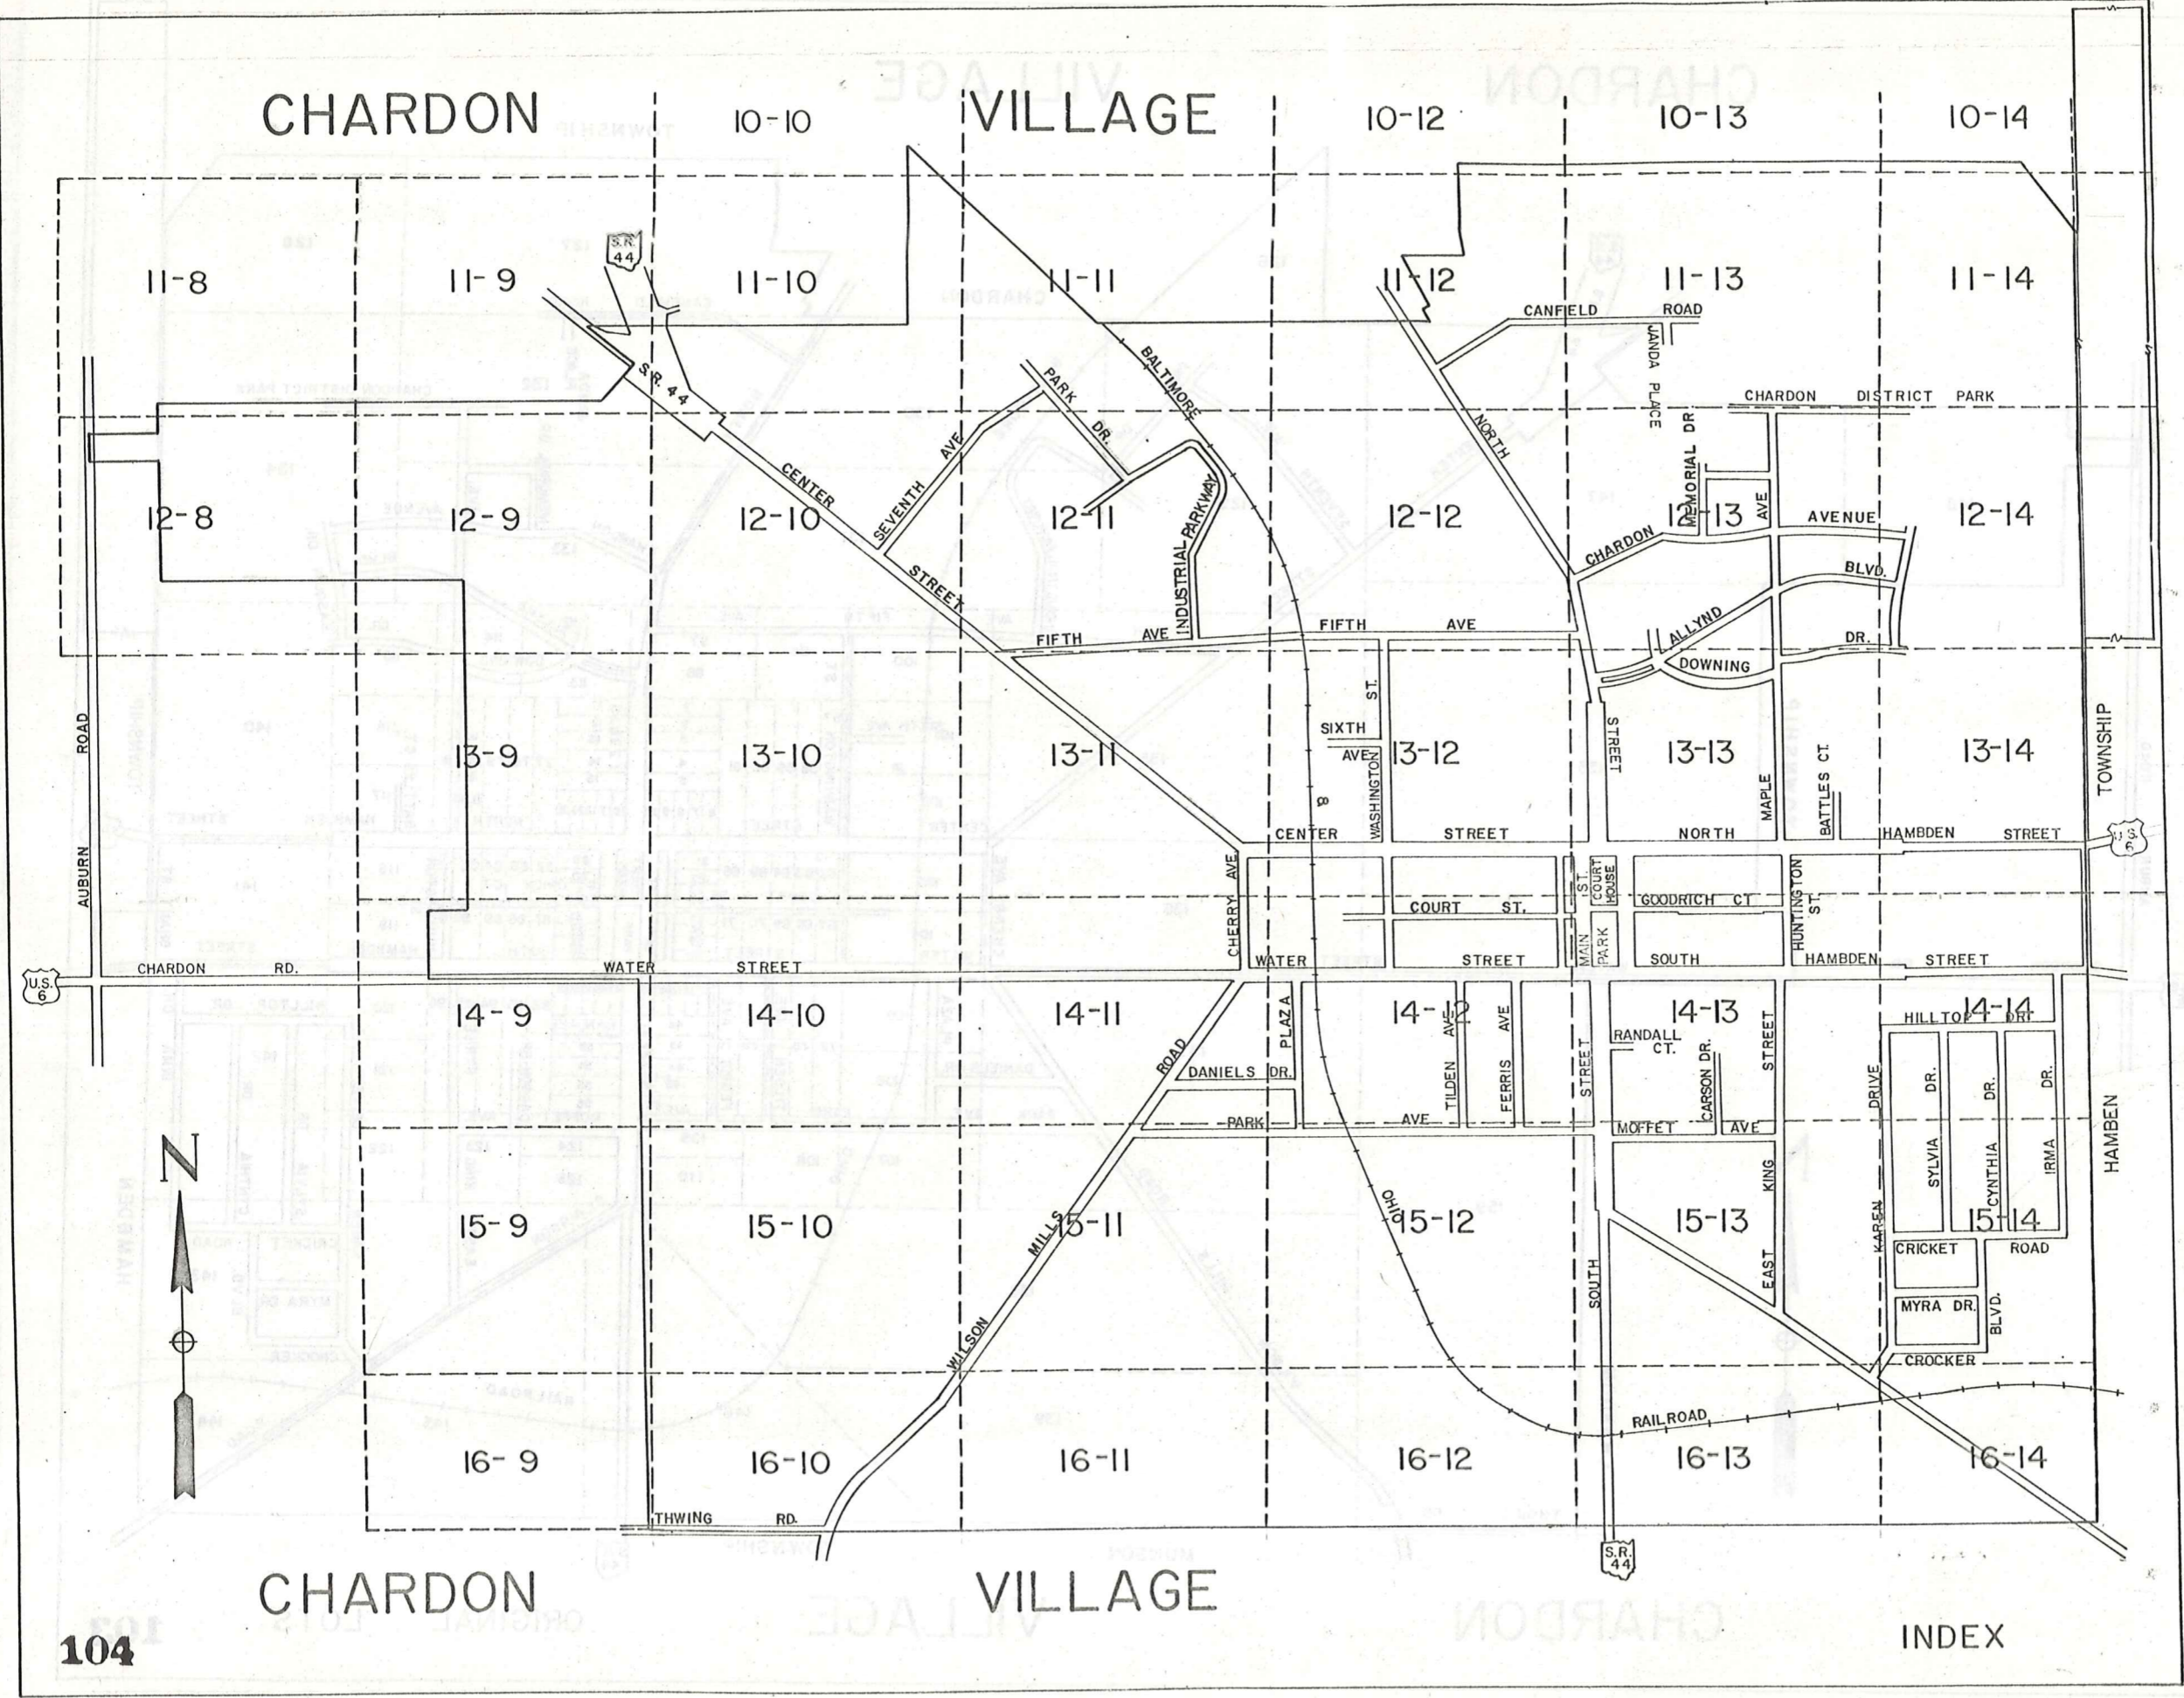 CHARDON VILLAGE
10-10 10-12 10-13 10-14
S.R. 44
11-8 11-9 11-10 11-11 11-12 11-13 11-14
CANFIELD ROAD
JANDA PLACE
BALTIMORE
S.R. 44
PARK DR.
CHARDON DISTRICT PARK
NORTH
MEMORIAL DR.
CENTER
SEVENTH AVE
INDUSTRIAL PARKWAY
AVE
12-8 12-9 12-10 12-11 12-12 12-13 12-14
CHARDON AVENUE
BLVD.
STREET
ALLYND
FIFTH AVE FIFTH AVE
DR.
DOWNING
ST.
ROAD
SIXTH
AVE
STREET
TOWNSHIP
13-9 13-10 13-11 13-12 13-13 13-14
WASHINGTON
MAPLE
BATTLES CT.
&
CENTER STREET NORTH HAMBDEN STREET
U.S. 6
AUBURN
CHERRY AVE
ST.
COURT HOUSE
HUNTINGTON ST.
COURT ST.
GOODRICH CT
MAIN
PARK
CHARDON RD. WATER STREET WATER STREET SOUTH HAMBDEN STREET
U.S. 6
14-9 14-10 14-11 14-12 14-13 14-14
PLAZA
TILDEN AVE
FERRIS AVE
STREET
RANDALL CT.
CARSON DR.
STREET
HILLTOP DR.
ROAD
DANIELS DR.
DRIVE
SYLVIA DR.
CYNTHIA DR.
IRMA DR.
PARK AVE
MOFFET AVE
HAMBEN
N
15-9 15-10 15-11 15-12 15-13 15-14
MILLS
OHIO
KING
KAREN
CRICKET ROAD
SOUTH
EAST
MYRA DR.
BLVD.
WILSON
CROCKER
RAILROAD
16-9 16-10 16-11 16-12 16-13 16-14
THWING RD.
S.R. 44
CHARDON VILLAGE
INDEX
104